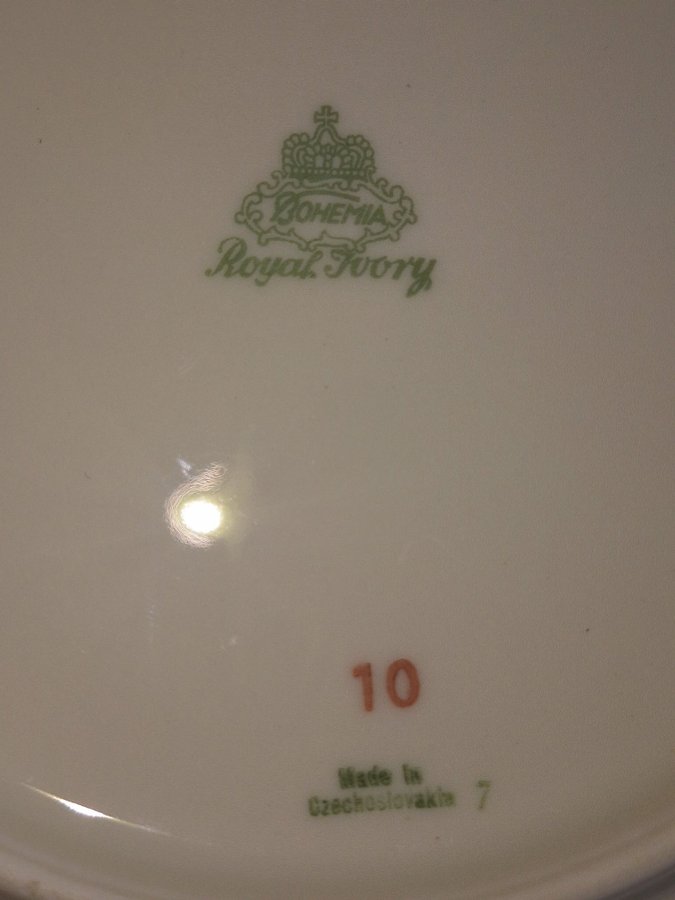 BOHEMIA
Royal Ivory
10
Made in
Czechoslovakia 7